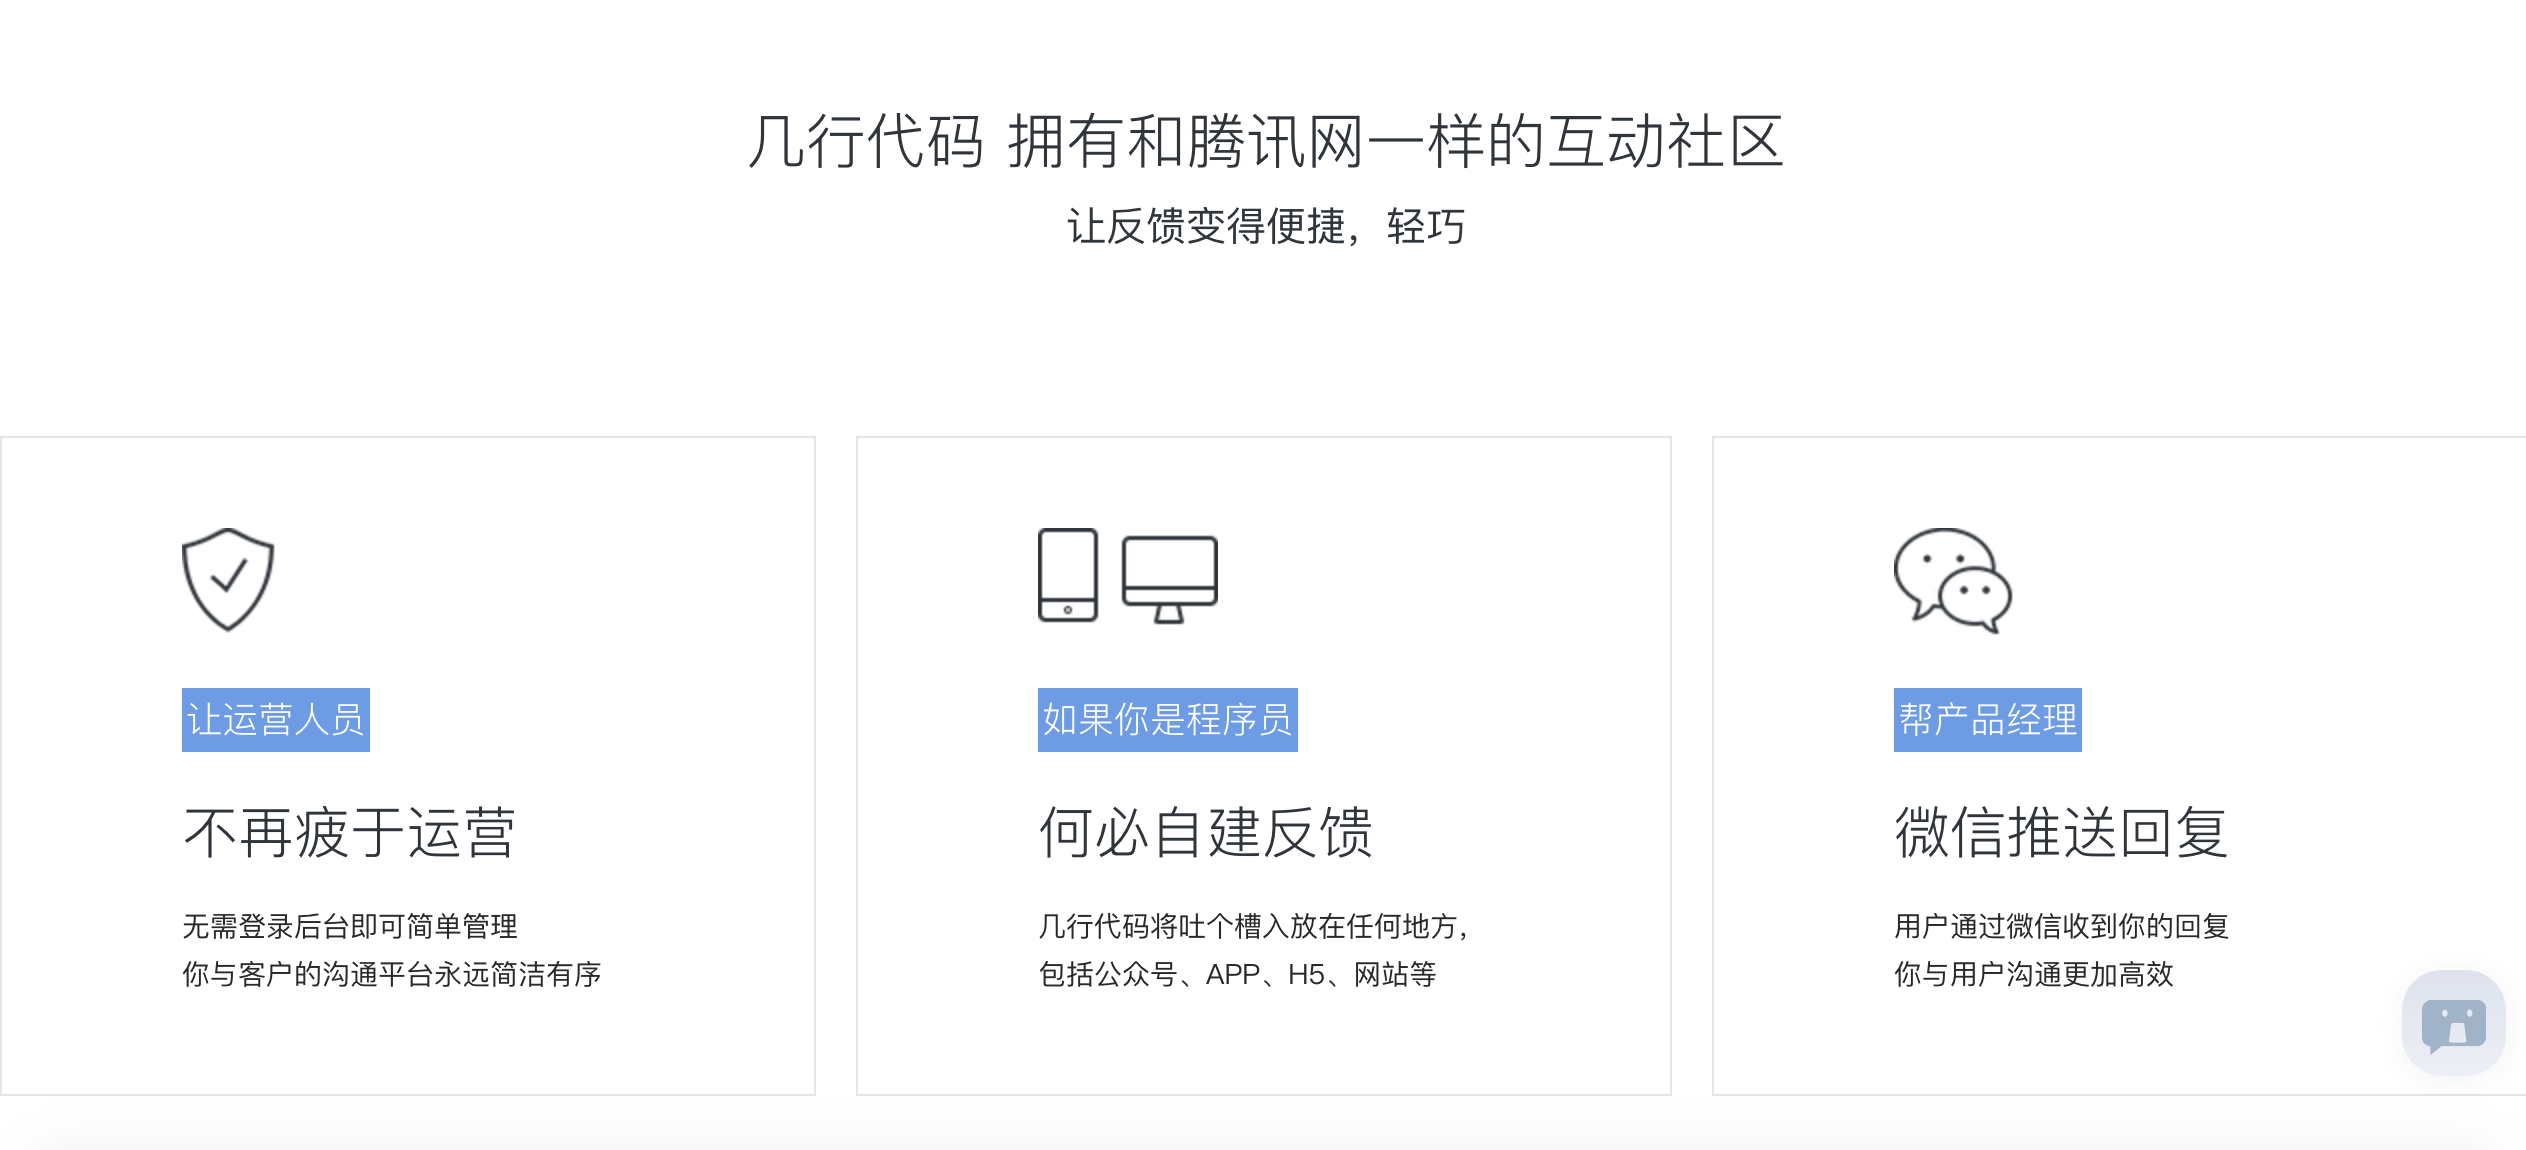 几行代码 拥有和腾讯网一样的互动社区
让反馈变得便捷，轻巧
让运营人员
不再疲于运营
无需登录后台即可简单管理
你与客户的沟通平台永远简洁有序
如果你是程序员
何必自建反馈
几行代码将吐个槽入放在任何地方，
包括公众号、APP、H5、网站等
帮产品经理
微信推送回复
用户通过微信收到你的回复
你与用户沟通更加高效